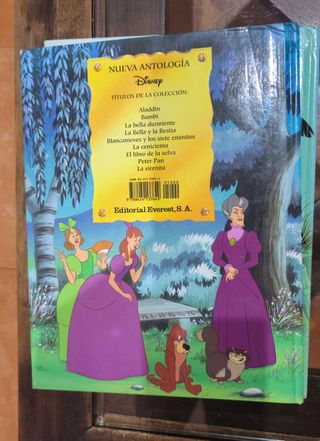 NUEVA ANTOLOGÍA
Disney
TÍTULOS DE LA COLECCIÓN:
Aladdin
Bambi
La bella durmiente
La Bella y la Bestia
Blancanieves y los siete enanitos
La cenicienta
El libro de la selva
Peter Pan
La sirenita
Editorial Everest, S. A.